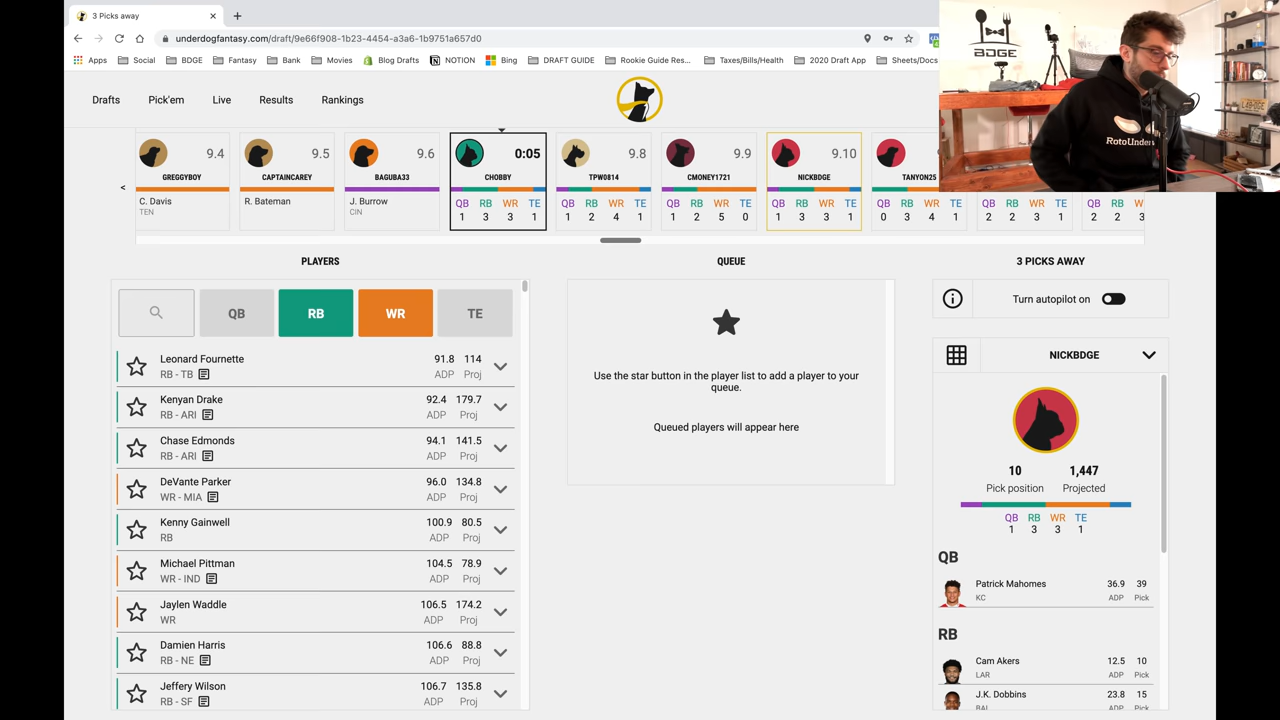 3 Picks away
underdogfantasy.com/draft/9e66f908-1b23-4454-a3a6-1b9751a657d0
Apps Social BDGE Fantasy Bank Movies Blog Drafts NOTION Bing DRAFT GUIDE Rookie Guide Res... Taxes/Bills/Health 2020 Draft App Sheets/Docs
BDGE
RotoUnder
Drafts Pick'em Live Results Rankings
9.4 9.5 9.6 0:05 9.8 9.9 9.10
GREGGYBOY CAPTAINCAREY BAGUBA33 CHOBBY TPW0814 CMONEY1721 NICKBDGE TANYON25
C. Davis R. Bateman J. Burrow QB RB WR TE QB RB WR TE QB RB WR TE QB RB WR TE QB RB WR TE QB RB WR TE QB RB W
TEN CIN 1 3 3 1 1 2 4 1 1 2 5 0 1 3 3 1 0 3 4 1 2 2 3 1 2 2 3
PLAYERS QUEUE 3 PICKS AWAY
QB RB WR TE
Turn autopilot on
NICKBDGE
Leonard Fournette 91.8 114
RB - TB ADP Proj
Kenyan Drake 92.4 179.7
RB - ARI ADP Proj
Chase Edmonds 94.1 141.5
RB - ARI ADP Proj
DeVante Parker 96.0 134.8
WR - MIA ADP Proj
Kenny Gainwell 100.9 80.5
RB ADP Proj
Michael Pittman 104.5 78.9
WR - IND ADP Proj
Jaylen Waddle 106.5 174.2
WR ADP Proj
Damien Harris 106.6 88.8
RB - NE ADP Proj
Jeffery Wilson 106.7 135.8
RB - SF ADP Proj
Use the star button in the player list to add a player to your
queue.
Queued players will appear here
10 1,447
Pick position Projected
QB RB WR TE
1 3 3 1
QB
Patrick Mahomes 36.9 39
KC ADP Pick
RB
Cam Akers 12.5 10
LAR ADP Pick
J.K. Dobbins 23.8 15
BAL ADP Pick